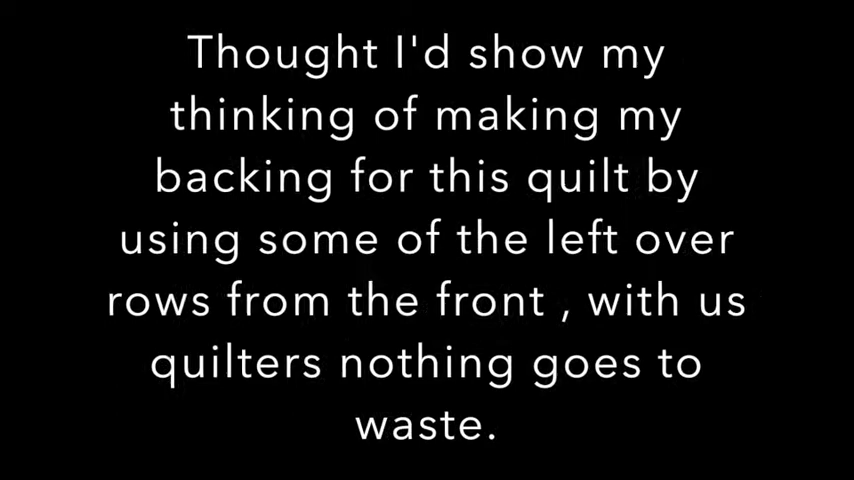 Thought I'd show my
thinking of making my
backing for this quilt by
using some of the left over
rows from the front , with us
quilters nothing goes to
waste.